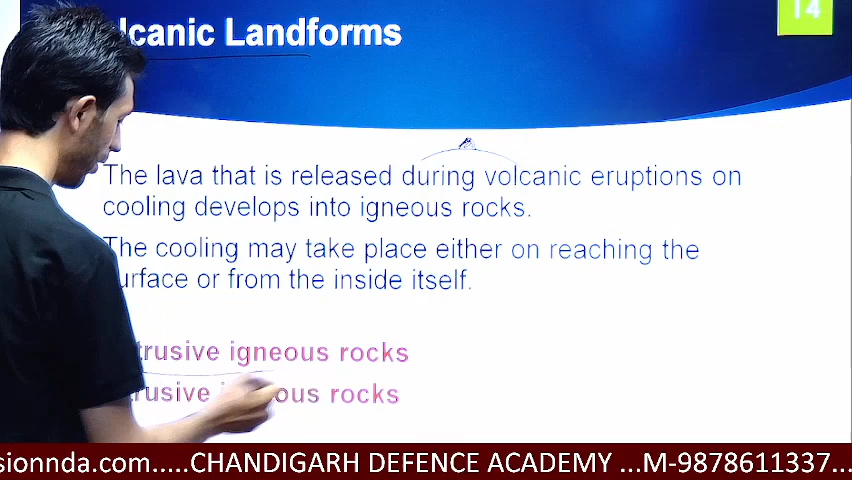 lcanic Landforms
14
The lava that is released during volcanic eruptions on
cooling develops into igneous rocks.
The cooling may take place either on reaching the
urface or from the inside itself.
trusive igneous rocks
rusive ig ous rocks
sionnda.com.....CHANDIGARH DEFENCE ACADEMY ...M-9878611337...